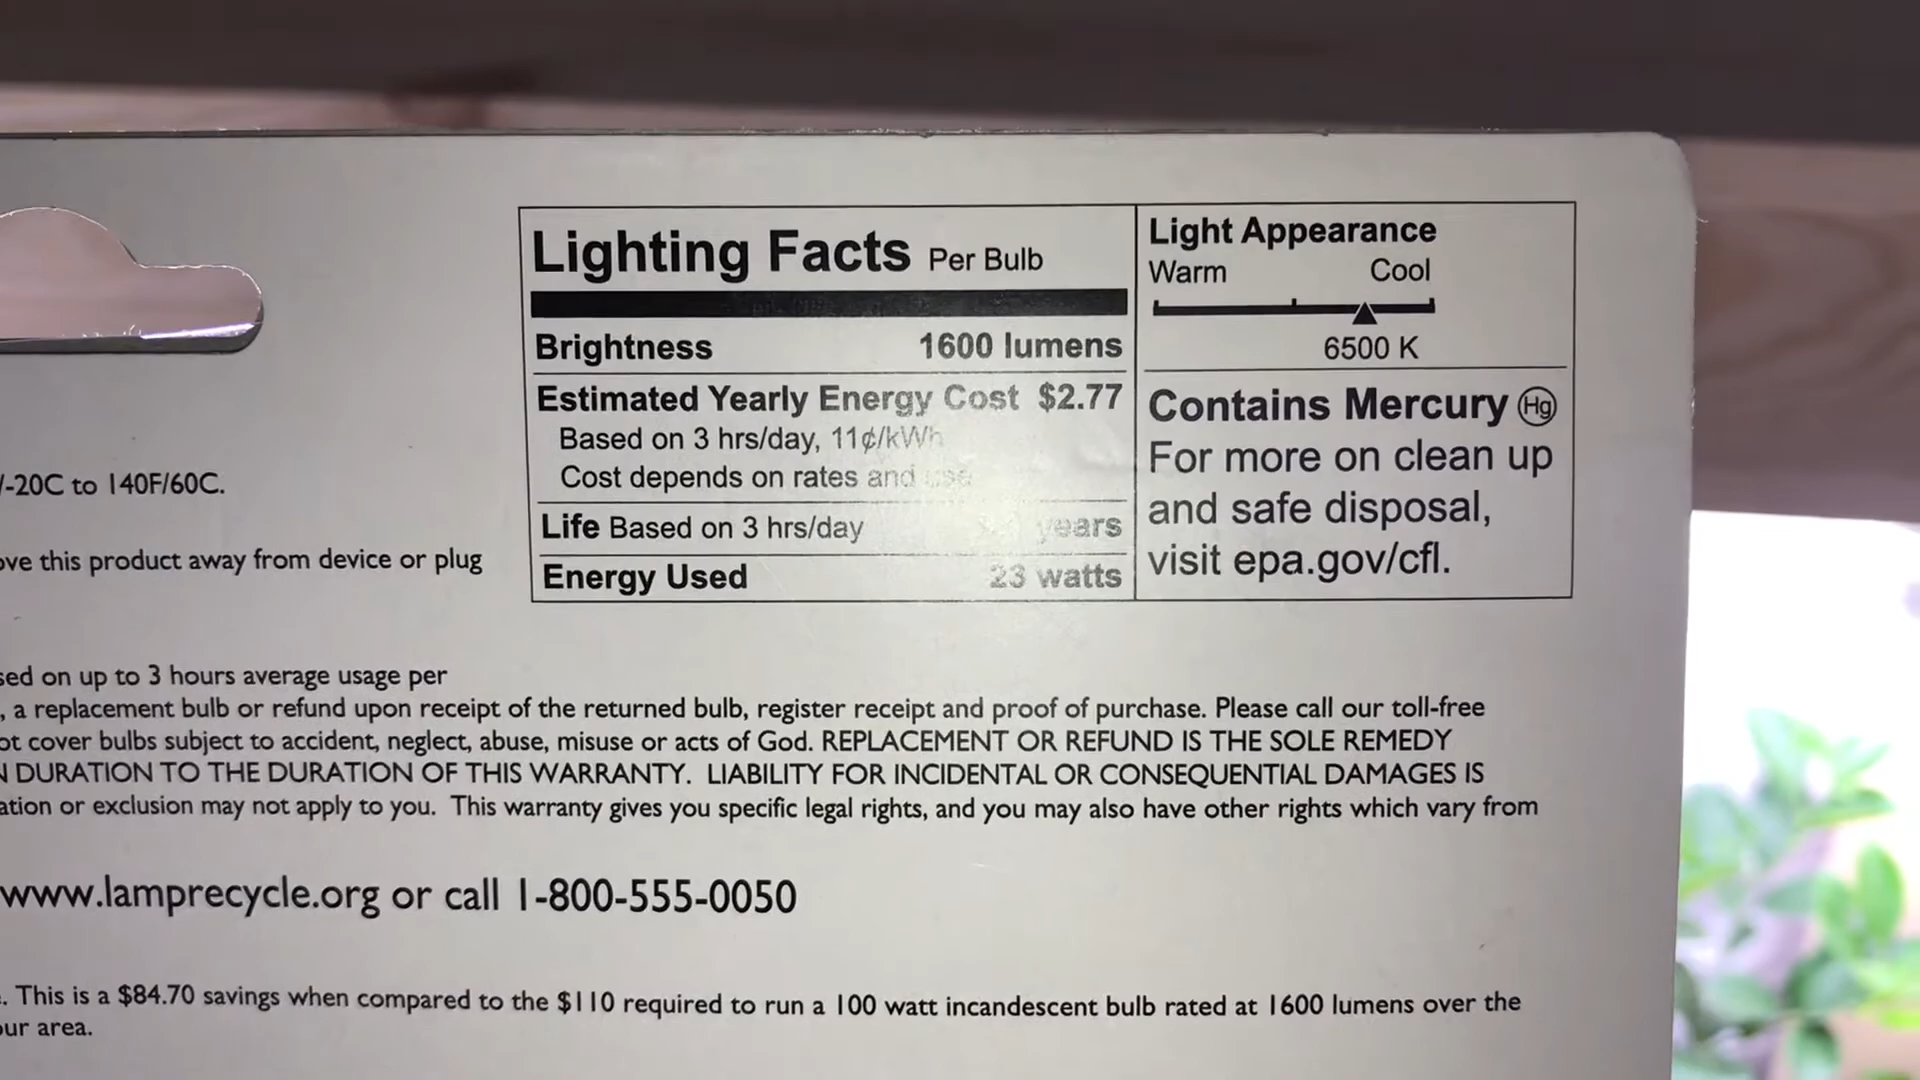 Lighting Facts Per Bulb
Brightness 1600 lumens
Estimated Yearly Energy Cost $2.77
Based on 3 hrs/day, 11¢/kWh
Cost depends on rates and use
Life Based on 3 hrs/day years
Energy Used 23 watts
Light Appearance
Warm Cool
6500 K
Contains Mercury Hg
For more on clean up
and safe disposal,
visit epa.gov/cfl.
/-20C to 140F/60C.
this product away from device or plug
on up to 3 hours average usage per
, a replacement bulb or refund upon receipt of the returned bulb, register receipt and proof of purchase. Please call our toll-free
cover bulbs subject to accident, neglect, abuse, misuse or acts of God. REPLACEMENT OR REFUND IS THE SOLE REMEDY
DURATION TO THE DURATION OF THIS WARRANTY. LIABILITY FOR INCIDENTAL OR CONSEQUENTIAL DAMAGES IS
or exclusion may not apply to you. This warranty gives you specific legal rights, and you may also have other rights which vary from
www.lamprecycle.org or call 1-800-555-0050
. This is a $84.70 savings when compared to the $110 required to run a 100 watt incandescent bulb rated at 1600 lumens over the
area.